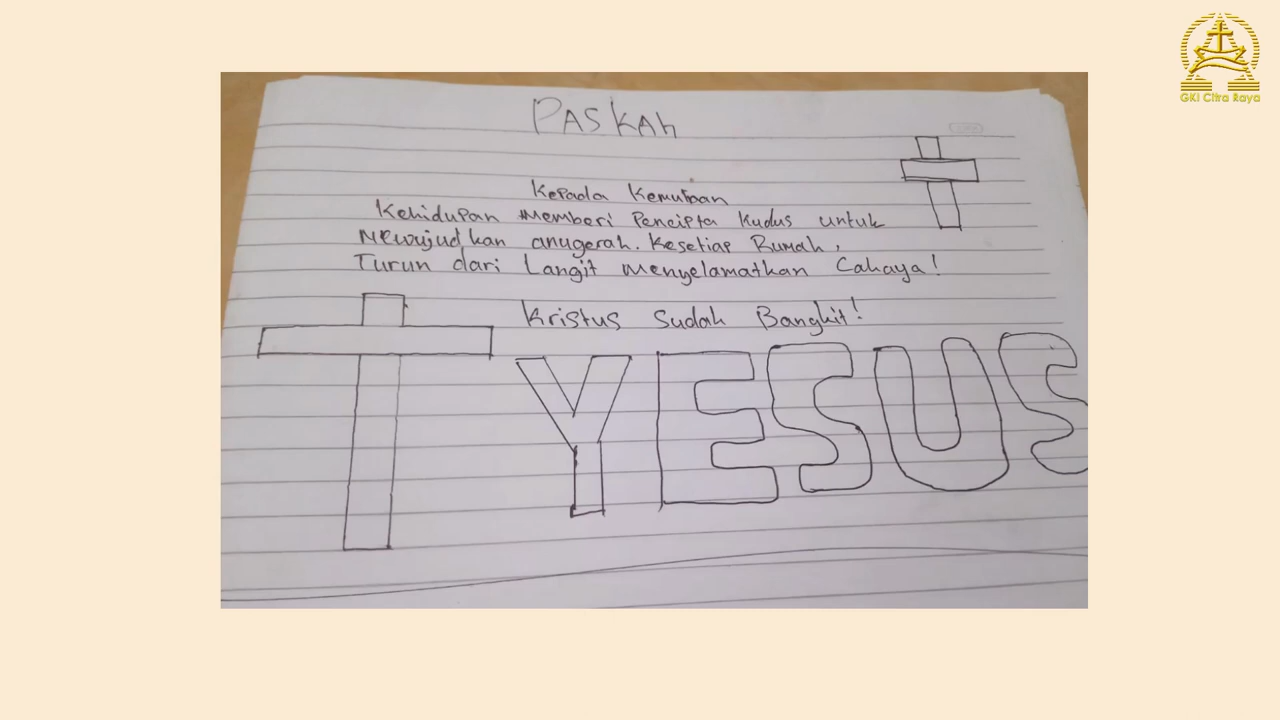 PASKAh
GKI Citra Raya
Kepada Kemuliaan
Kehidupan Memberi Pencipta Kudus untuk
Mewujudkan anugerah. Kesetiap Rumah,
Turun dari Langit menyelamatkan Cahaya!
Kristus Sudah Bangkit!
YESUS